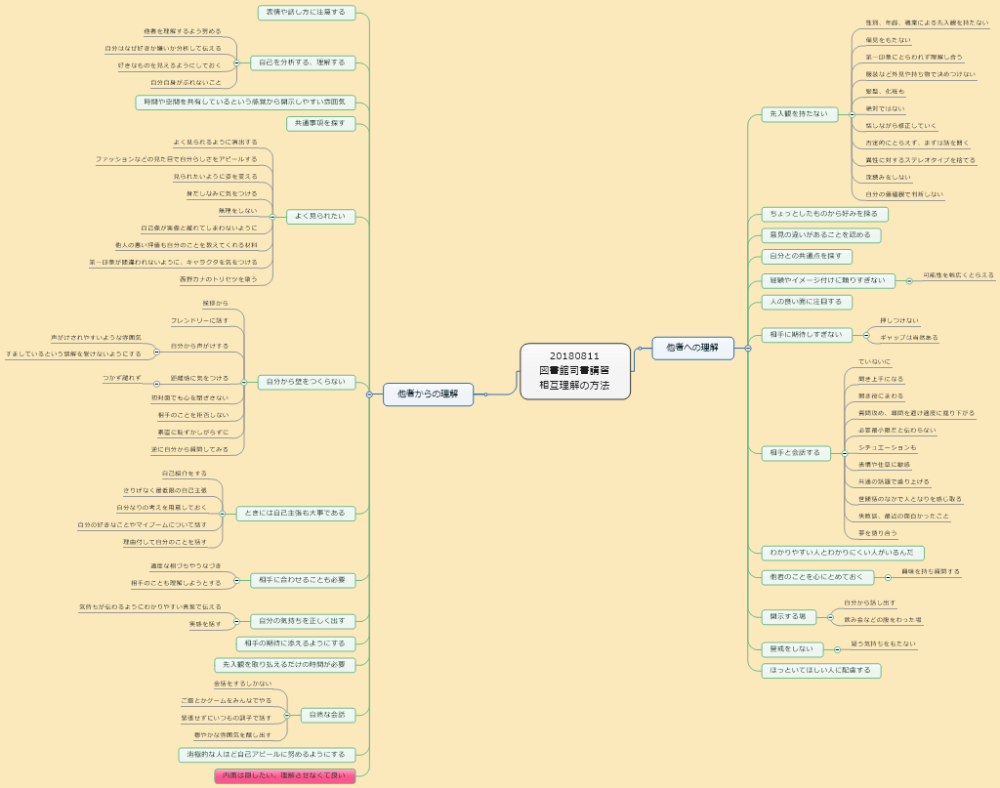 20180811
図書館司書講習
相互理解の方法
他者への理解
先入観を持たない
性別、年齢、職業による先入観を持たない
偏見をもたない
第一印象にとらわれず理解し合う
服装など外見や持ち物で決めつけない
髪型、化粧も
絶対ではない
話しながら修正していく
否定的にとらえず、まずは話を聞く
異性に対するステレオタイプを捨てる
深読みをしない
自分の価値観で判断しない
ちょっとしたものから好みを探る
意見の違いがあることを認める
自分との共通点を探す
経験やイメージ付けに頼りすぎない
可能性を幅広くとらえる
人の良い面に注目する
相手に期待しすぎない
押しつけない
ギャップは当然ある
相手と会話する
ていねいに
聞き上手になる
聞き役にまわる
質問攻め、難問を避け適度に掘り下がる
必要最小限だと伝わらない
シチュエーションも
表情や仕草に敏感
共通の話題で盛り上げる
世間話のなかで人となりを感じ取る
失敗談、最近の面白かったこと
夢を語り合う
わかりやすい人とわかりにくい人がいるんだ
他者のことを心にとめておく
興味を持ち質問する
開示する場
自分から話し出す
飲み会などの腹をわった場
警戒をしない
疑う気持ちをもたない
ほっといてほしい人に配慮する
他者からの理解
表情や話し方に注意する
自己を分析する、理解する
他者を理解するよう努める
自分はなぜ好きか嫌いか分析して伝える
好きなものを見えるようにしておく
自分自身がぶれないこと
時間や空間を共有しているという感覚から開示しやすい雰囲気
共通事項を探す
よく見られたい
よく見られるように演出する
ファッションなどの見た目で自分らしさをアピールする
見られたいように姿を変える
身だしなみに気をつける
無理をしない
自己像が実像と離れてしまわないように
他人の悪い評価も自分のことを教えてくれる材料
第一印象が間違われないように、キャラクタを気をつける
西野カナのトリセツを歌う
自分から壁をつくらない
挨拶から
フレンドリーに話す
自分から声がけする
声がけされやすいような雰囲気
すましているという誤解を受けないようにする
距離感に気をつける
つかず離れず
初対面でも心を閉ざさない
相手のことを拒否しない
素直に恥ずかしがらずに
逆に自分から質問してみる
ときには自己主張も大事である
自己紹介をする
さりげなく最低限の自己主張
自分なりの考えを用意しておく
自分の好きなことやマイブームについて話す
理由付して自分のことを話す
相手に合わせることも必要
適度な相づちやうなづき
相手のことも理解しようとする
自分の気持ちを正しく出す
気持ちが伝わるようにわかりやすい言葉で伝える
実感を話す
相手の期待に添えるようにする
先入観を取り払えるだけの時間が必要
自然な会話
会話をするしかない
ご飯とかゲームをみんなでやる
緊張せずにいつもの調子で話す
穏やかな雰囲気を醸し出す
消極的な人ほど自己アピールに努めるようにする
内面は隠したい、理解させなくて良い